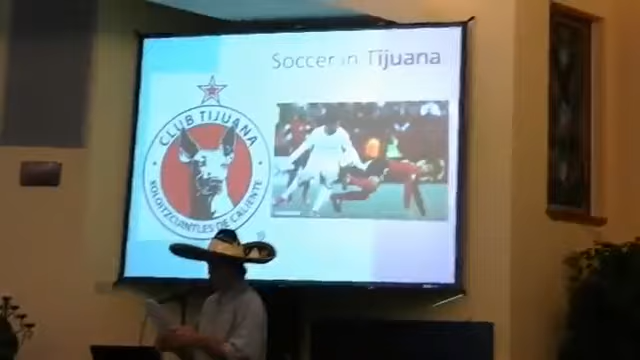 Soccer in Tijuana
CLUB TIJUANA
XOLOITZCUINTLES DE CALIENTE